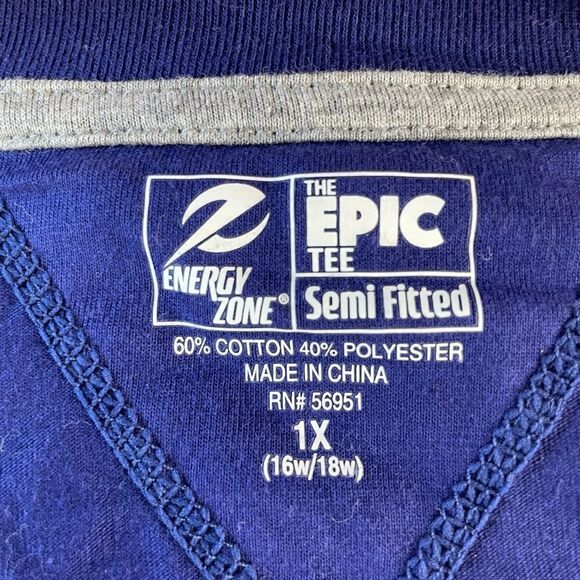 ENERGY
ZONE®
THE
EPIC
TEE
Semi Fitted
60% COTTON 40% POLYESTER
MADE IN CHINA
RN# 56951
1X
(16w/18w)